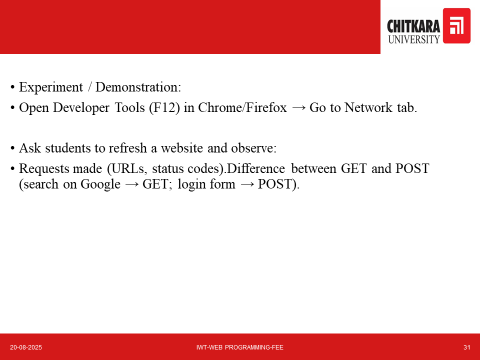 CHITKARA
UNIVERSITY
• Experiment / Demonstration:
• Open Developer Tools (F12) in Chrome/Firefox → Go to Network tab.
• Ask students to refresh a website and observe:
• Requests made (URLs, status codes).Difference between GET and POST
(search on Google → GET; login form → POST).
20-08-2025
IWT-WEB PROGRAMMING-FEE
31